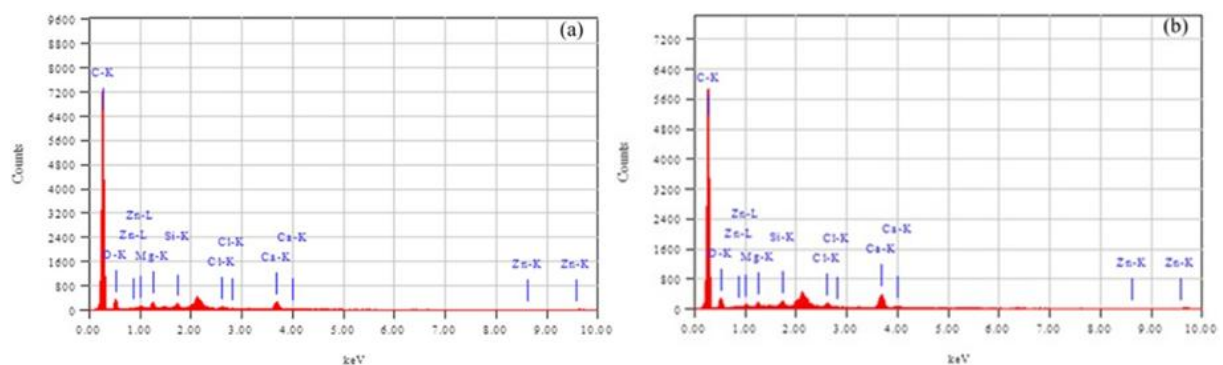 (a)
9600
8800
8000
7200
6400
5600
4800
4000
3200
2400
1600
800
0
Counts
C-K
O-K
Zn-L
Zn-L
Mg-K
Si-K
Cl-K
Cl-K
Ca-K
Ca-K
Zn-K
Zn-K
0.00 1.00 2.00 3.00 4.00 5.00 6.00 7.00 8.00 9.00 10.00
keV
(b)
7200
6400
5600
4800
4000
3200
2400
1600
800
0
Counts
C-K
O-K
Zn-L
Zn-L
Mg-K
Si-K
Cl-K
Cl-K
Ca-K
Ca-K
Zn-K
Zn-K
0.00 1.00 2.00 3.00 4.00 5.00 6.00 7.00 8.00 9.00 10.00
keV